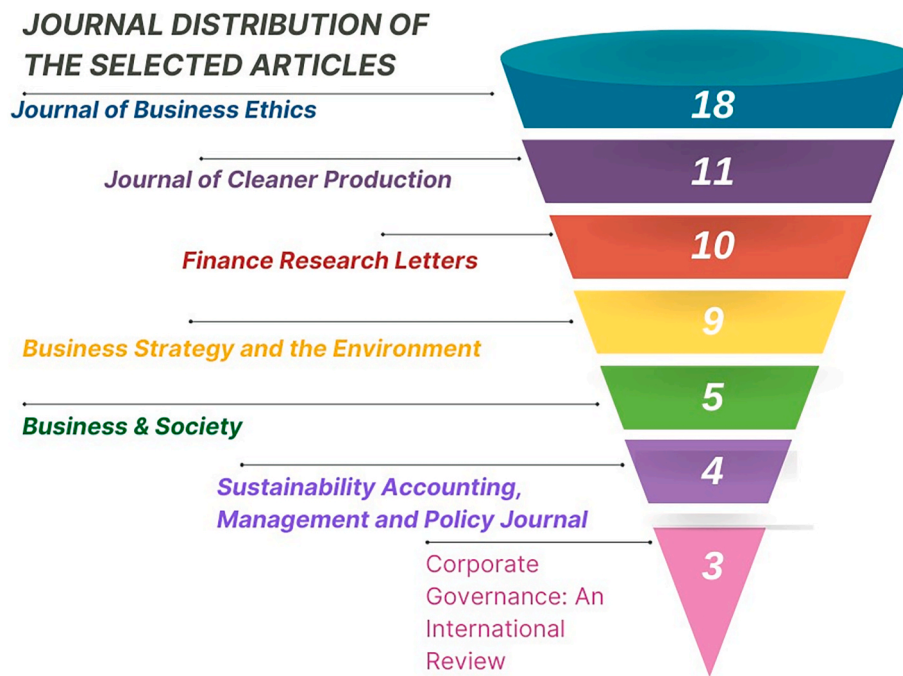 JOURNAL DISTRIBUTION OF
THE SELECTED ARTICLES
Journal of Business Ethics
18
Journal of Cleaner Production
11
Finance Research Letters
10
Business Strategy and the Environment
9
Business & Society
5
Sustainability Accounting,
Management and Policy Journal
4
Corporate
Governance: An
International
Review
3